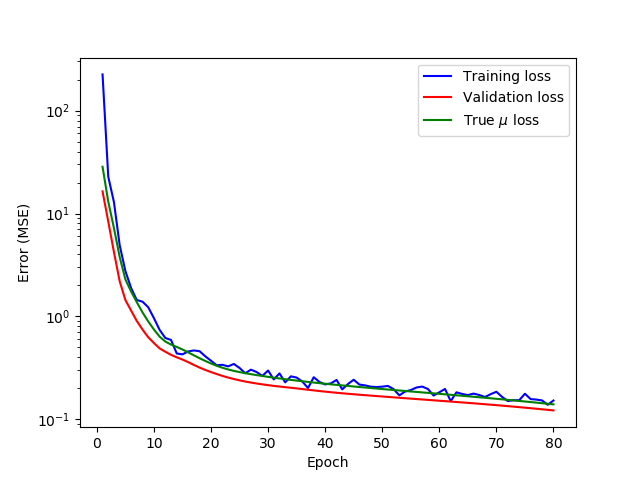 Training loss
Validation loss
True μ loss
Error (MSE)
10²
10¹
10⁰
10⁻¹
0 10 20 30 40 50 60 70 80
Epoch